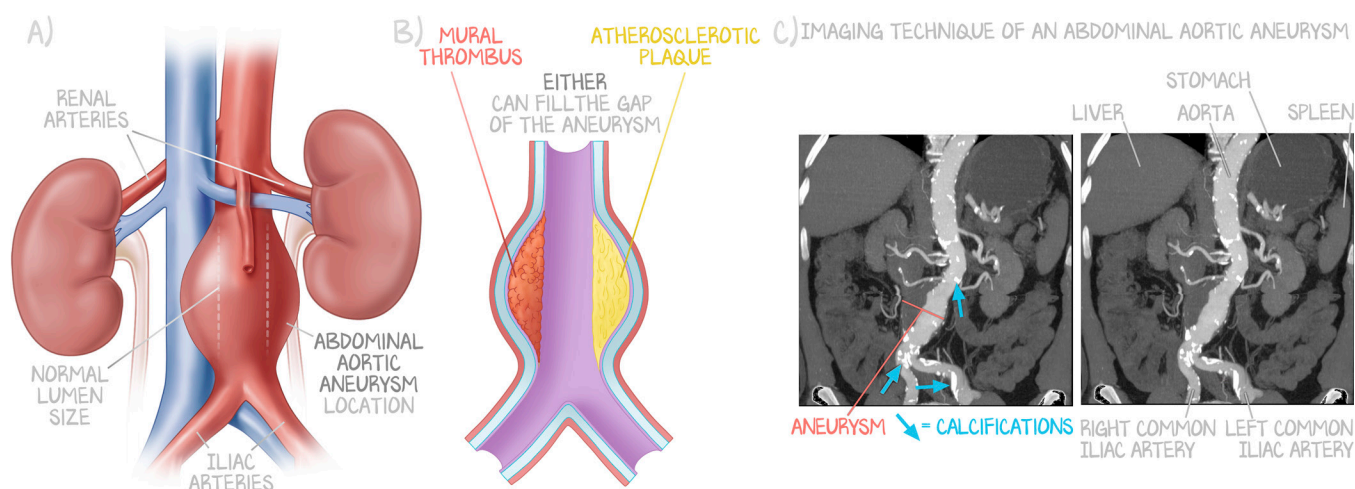 A)
RENAL
ARTERIES
NORMAL
LUMEN
SIZE
ABDOMINAL
AORTIC
ANEURYSM
LOCATION
ILIAC
ARTERIES
B)
MURAL
THROMBUS
ATHEROSCLEROTIC
PLAQUE
EITHER
CAN FILL THE GAP
OF THE ANEURYSM
C) IMAGING TECHNIQUE OF AN ABDOMINAL AORTIC ANEURYSM
LIVER
AORTA
STOMACH
SPLEEN
ANEURYSM
= CALCIFICATIONS
RIGHT COMMON
ILIAC ARTERY
LEFT COMMON
ILIAC ARTERY